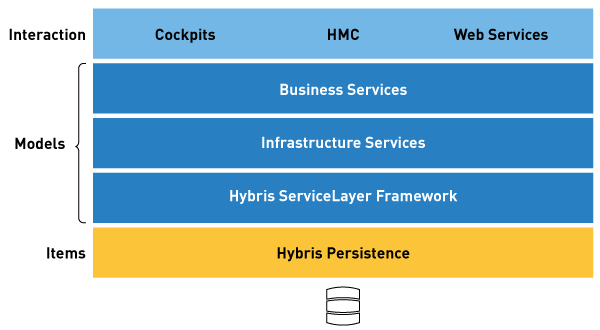 Interaction Cockpits HMC Web Services
Business Services
Models Infrastructure Services
Hybris ServiceLayer Framework
Items Hybris Persistence